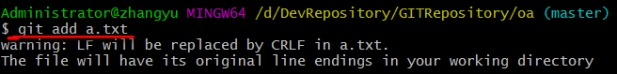 Administrator@zhangyu MINGW64 /d/DevRepository/GITRepository/oa (master)
$ git add a.txt
warning: LF will be replaced by CRLF in a.txt.
The file will have its original line endings in your working directory